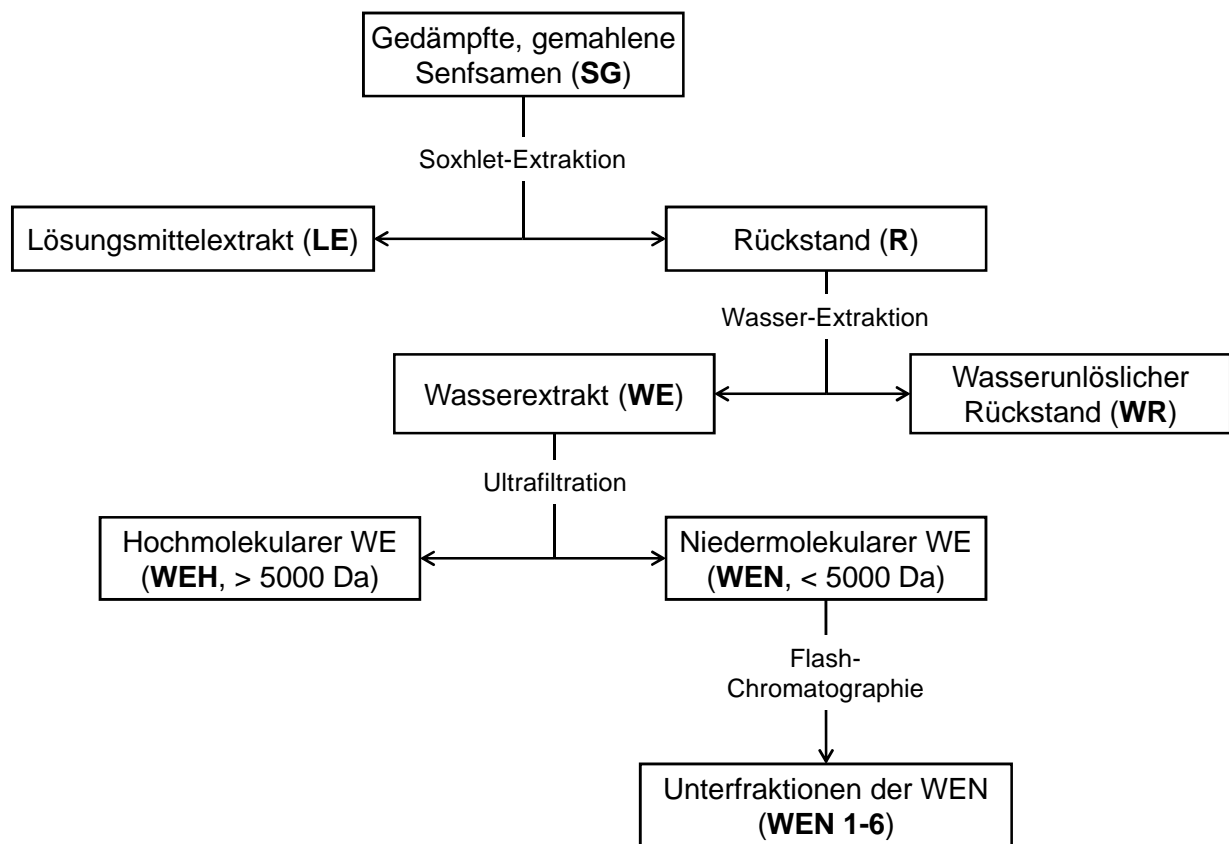 Gedämpfte, gemahlene
Senfsamen (SG)
Soxhlet-Extraktion
Lösungsmittelextrakt (LE)
Rückstand (R)
Wasser-Extraktion
Wasserextrakt (WE)
Wasserunlöslicher
Rückstand (WR)
Ultrafiltration
Hochmolekularer WE
(WEH, > 5000 Da)
Niedermolekularer WE
(WEN, < 5000 Da)
Flash-
Chromatographie
Unterfraktionen der WEN
(WEN 1-6)